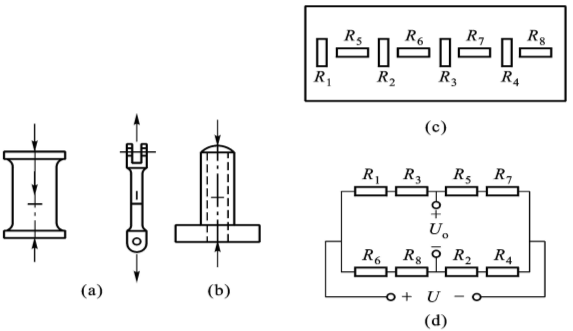 R₅ R₆ R₇ R₈
R₁ R₂ R₃ R₄
(c)
(a) (b)
R₁ R₃ R₅ R₇
+
Uₒ
−
R₆ R₈ R₂ R₄
+ U −
(d)